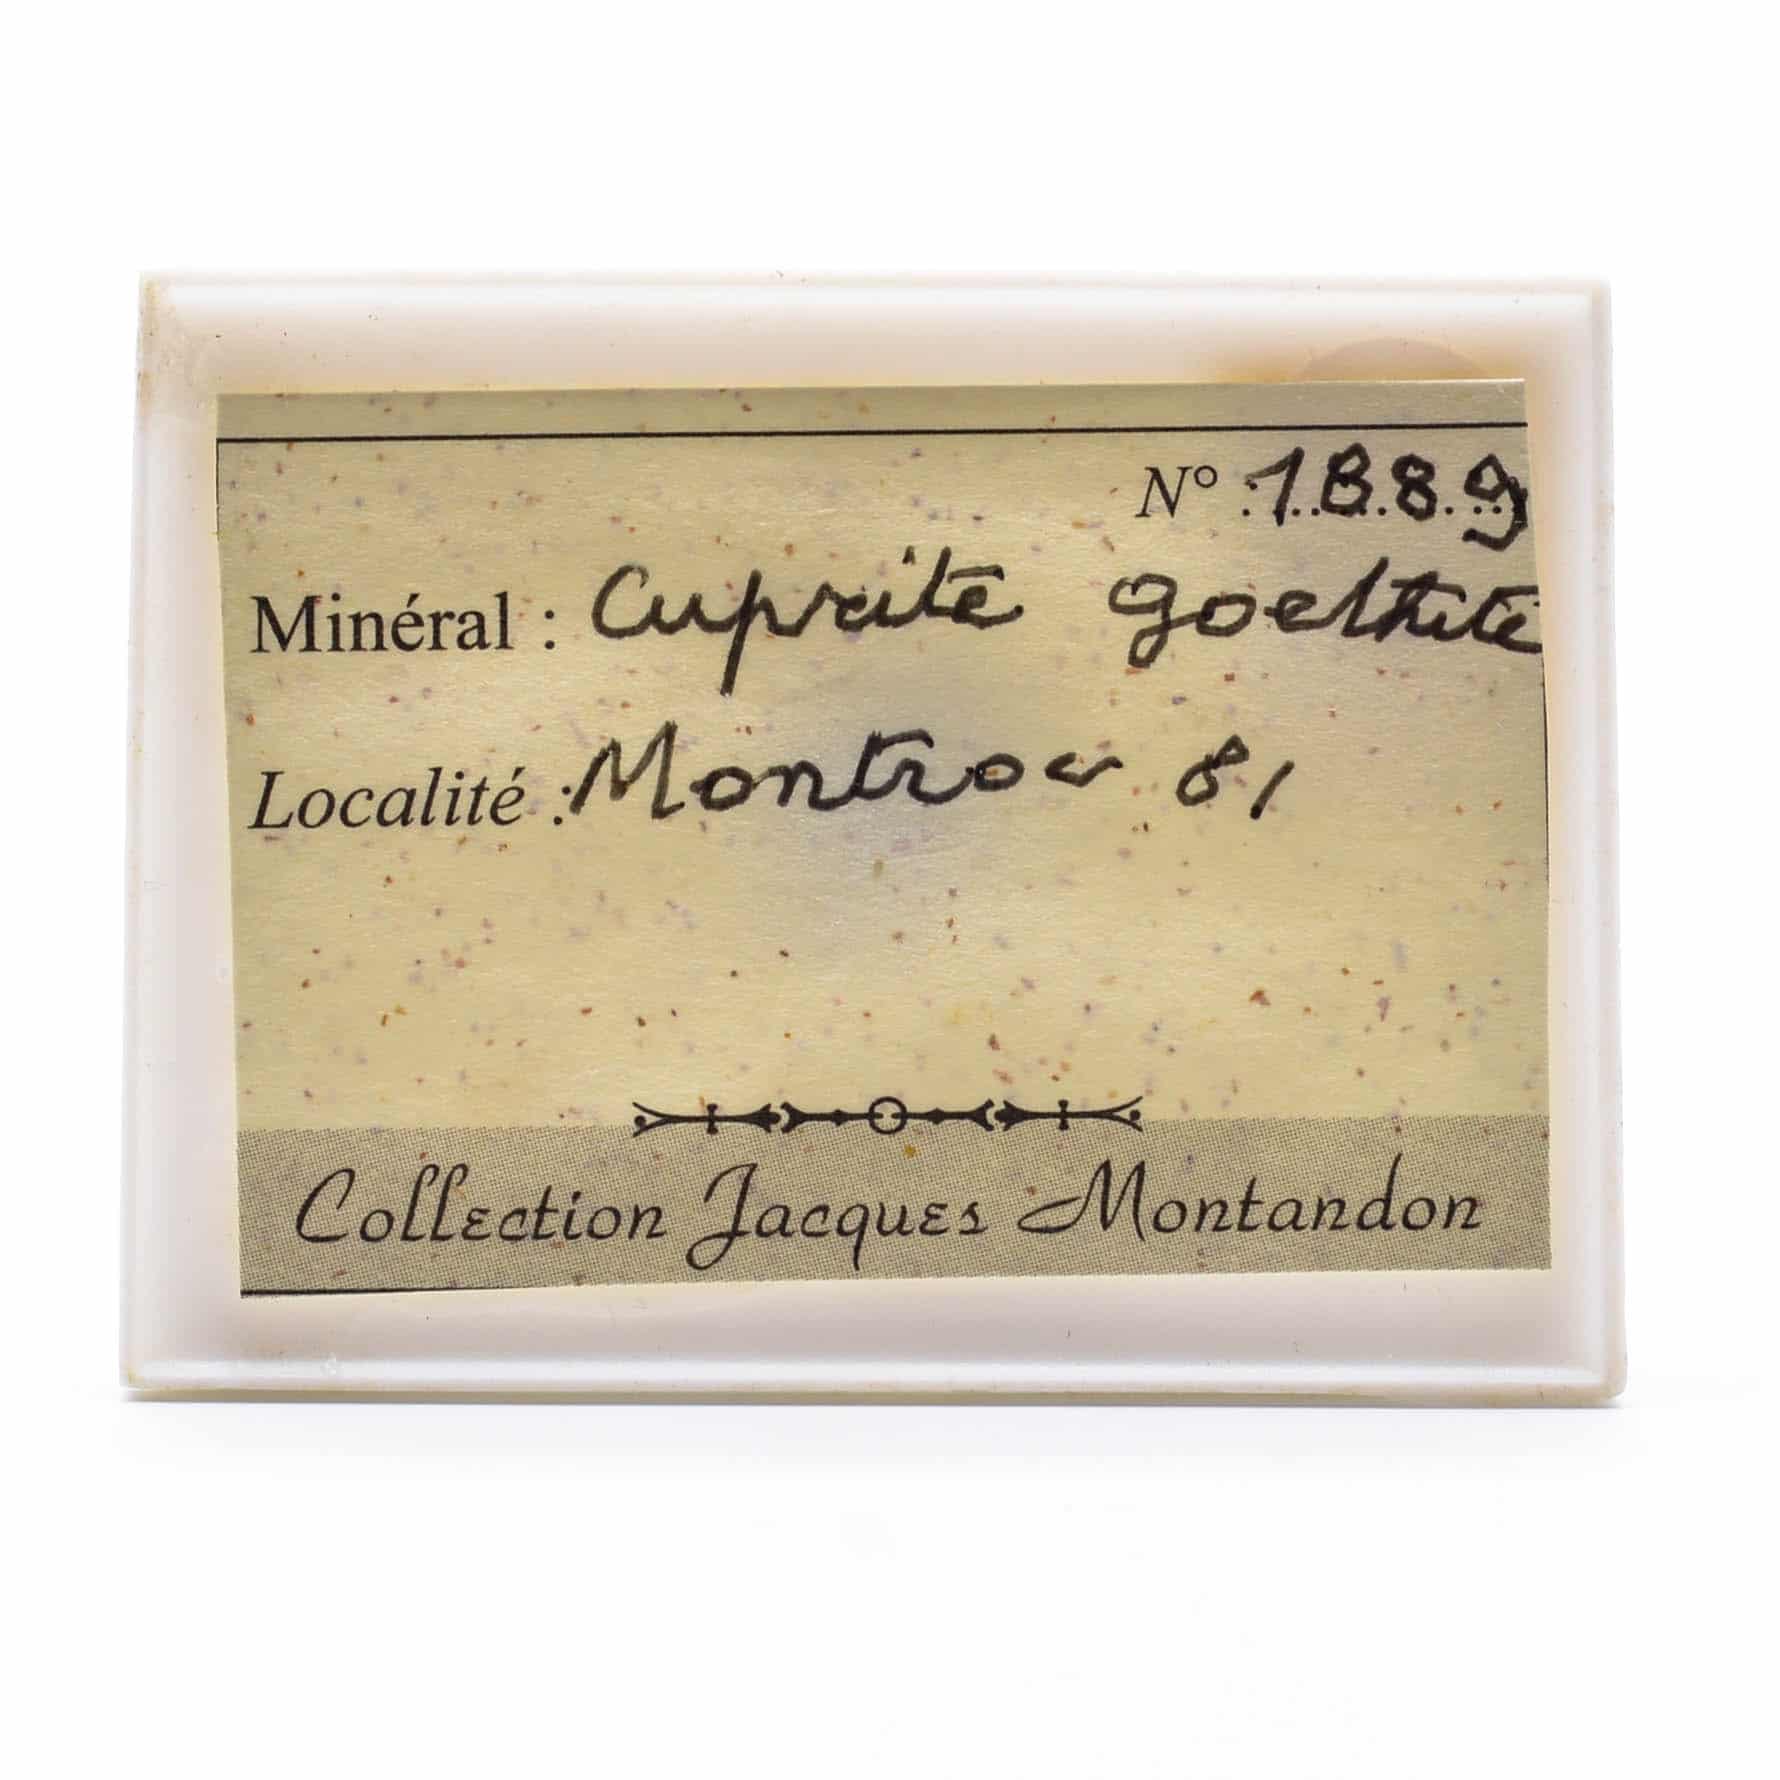 N° : 1889
Minéral : Cuprite goethite
Localité : Montroc 81
Collection Jacques Montandon